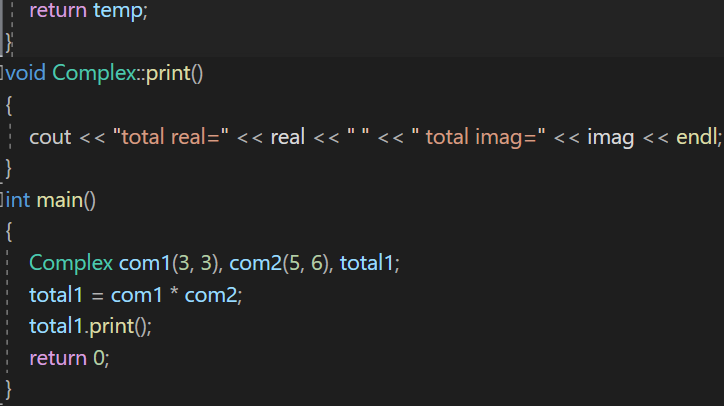 return temp;
}
void Complex::print()
{
cout << "total real=" << real << " " << " total imag=" << imag << endl;
}
int main()
{
Complex com1(3, 3), com2(5, 6), total1;
total1 = com1 * com2;
total1.print();
return 0;
}